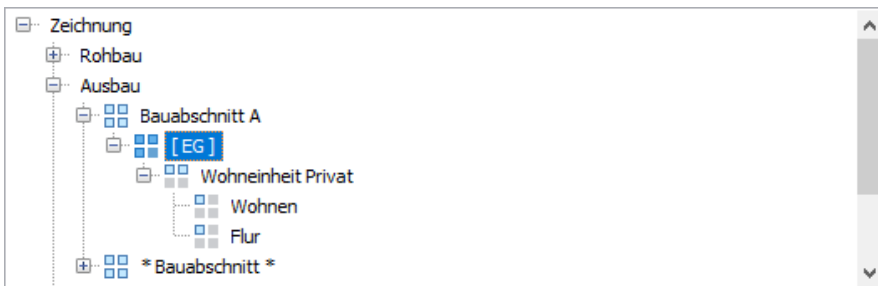 Zeichnung
Rohbau
Ausbau
Bauabschnitt A
[ EG ]
Wohneinheit Privat
Wohnen
Flur
* Bauabschnitt *